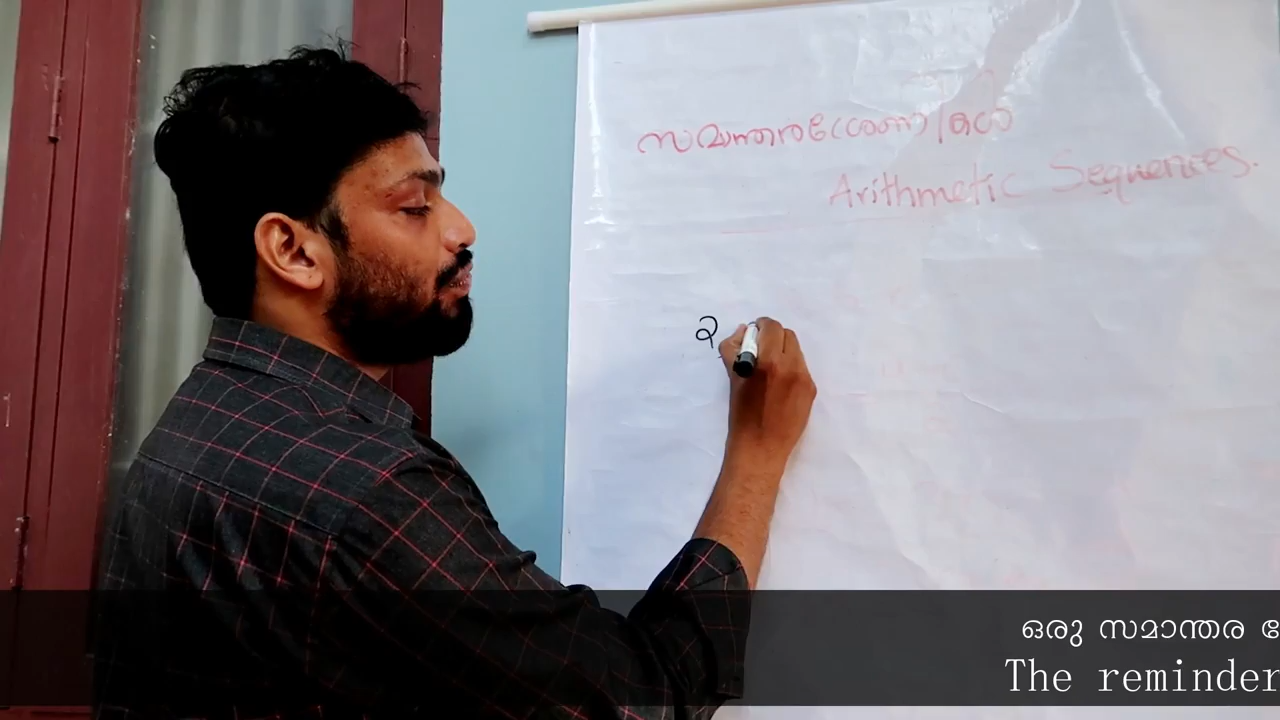 സമാന്തരശ്രേണികൾ
Arithmetic Sequences.
2
ഒരു സമാന്തര
The reminder